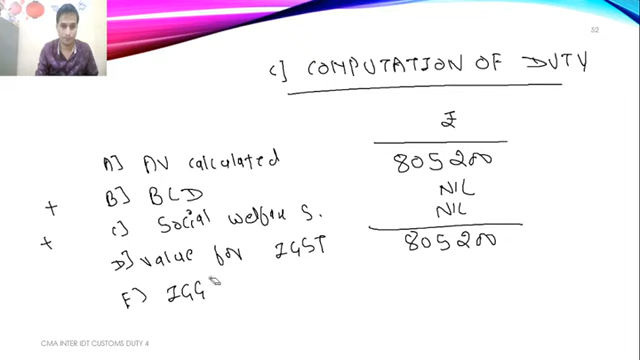 52
C] COMPUTATION OF DUTY
₹
A] AV calculated 805200
+ B] BCD NIL
+ C] Social Welfare S. NIL
D] Value for IGST 805200
E] IGG
CMA INTER IDT CUSTOMS DUTY 4